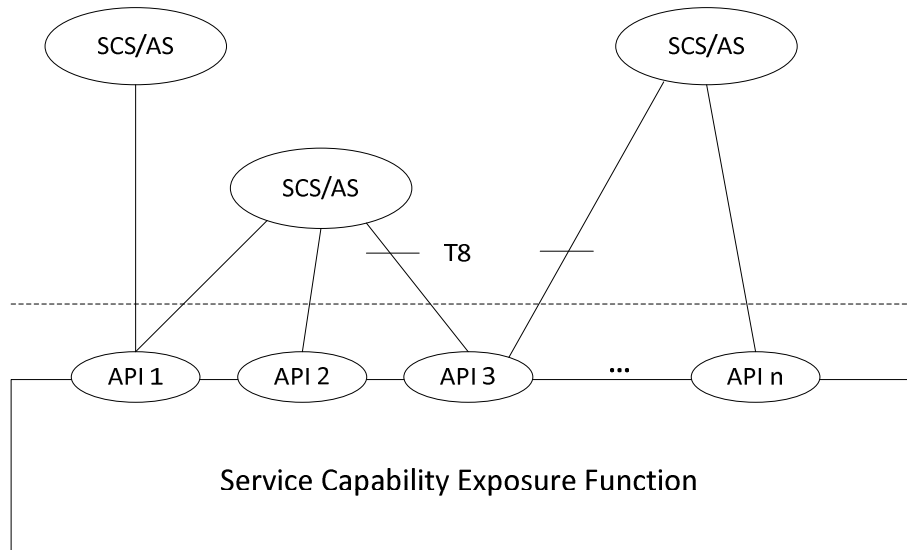 SCS/AS
SCS/AS
SCS/AS
T8
API 1
API 2
API 3
...
API n
Service Capability Exposure Function